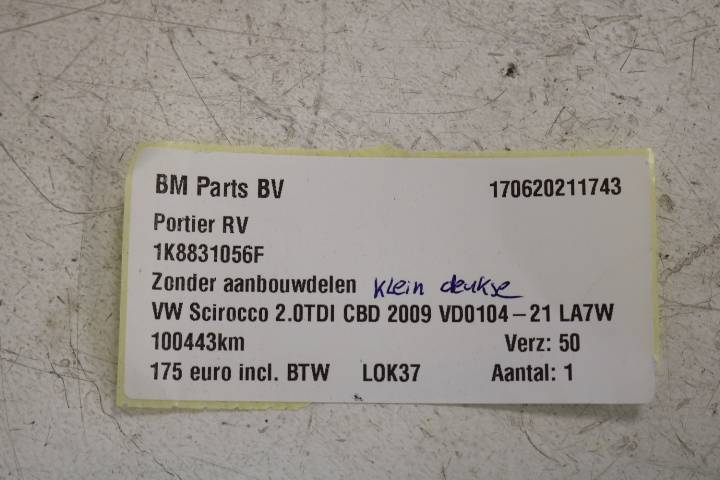 BM Parts BV 170620211743
Portier RV
1K8831056F
Zonder aanbouwdelen klein deukje
VW Scirocco 2.0TDI CBD 2009 VD0104-21 LA7W
100443km Verz: 50
175 euro incl. BTW LOK37 Aantal: 1